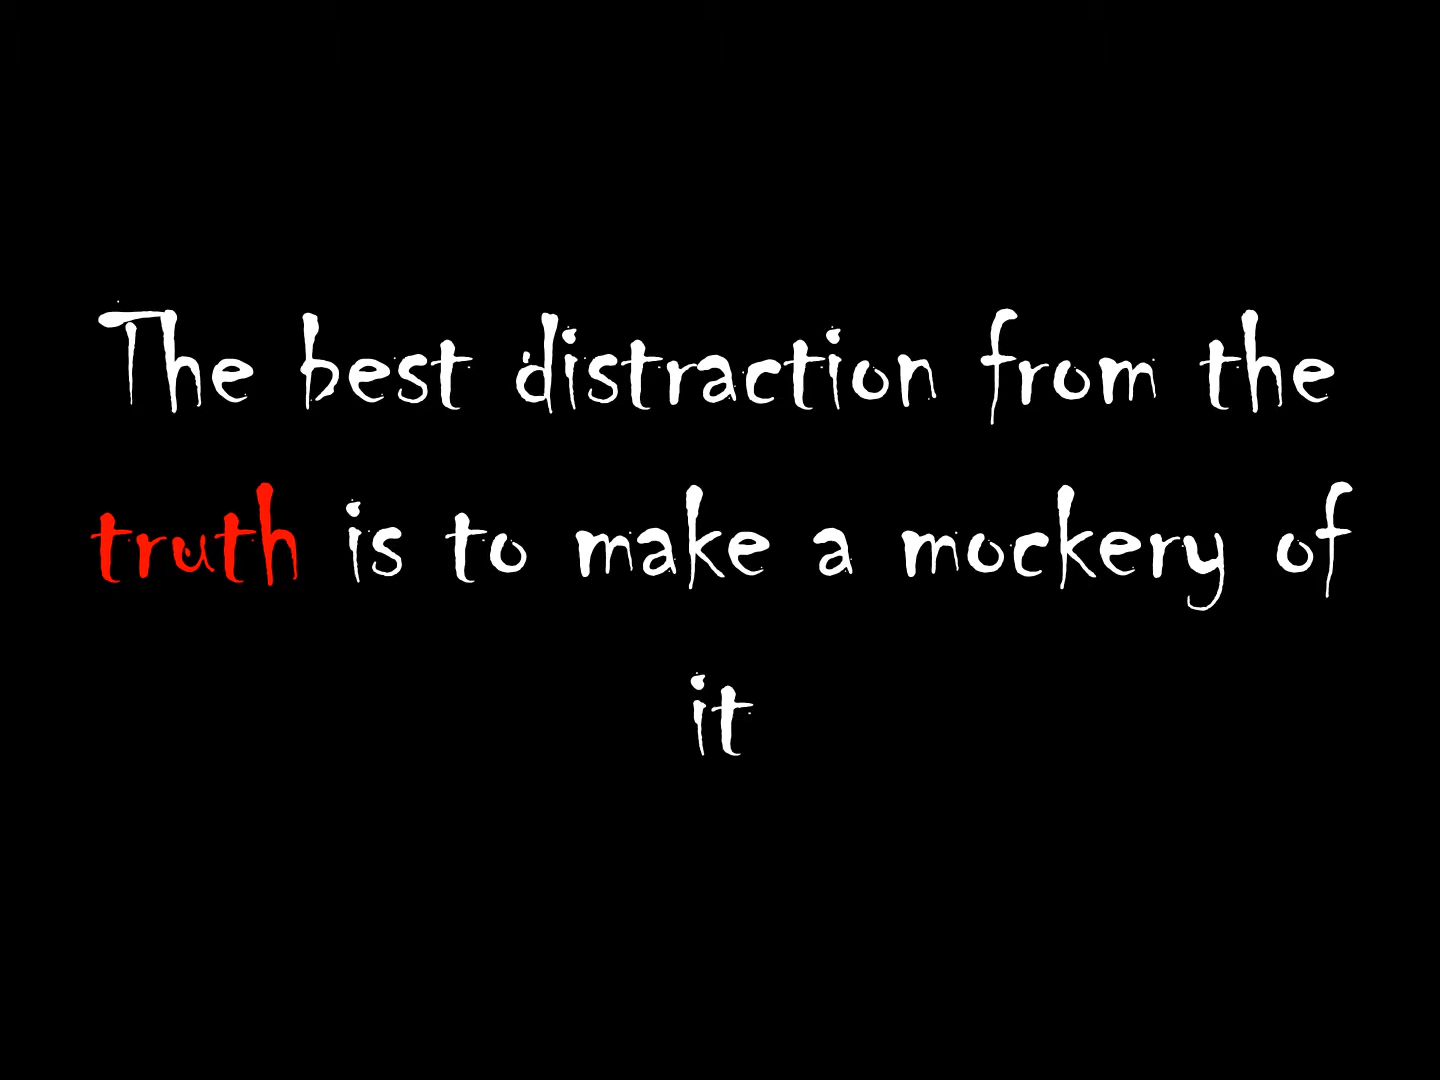 The best distraction from the
truth is to make a mockery of
it